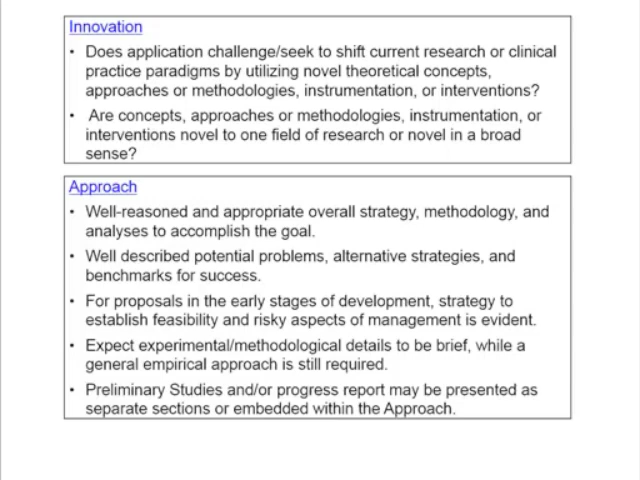 Innovation
• Does application challenge/seek to shift current research or clinical
practice paradigms by utilizing novel theoretical concepts,
approaches or methodologies, instrumentation, or interventions?
• Are concepts, approaches or methodologies, instrumentation, or
interventions novel to one field of research or novel in a broad
sense?
Approach
• Well-reasoned and appropriate overall strategy, methodology, and
analyses to accomplish the goal.
• Well described potential problems, alternative strategies, and
benchmarks for success.
• For proposals in the early stages of development, strategy to
establish feasibility and risky aspects of management is evident.
• Expect experimental/methodological details to be brief, while a
general empirical approach is still required.
• Preliminary Studies and/or progress report may be presented as
separate sections or embedded within the Approach.